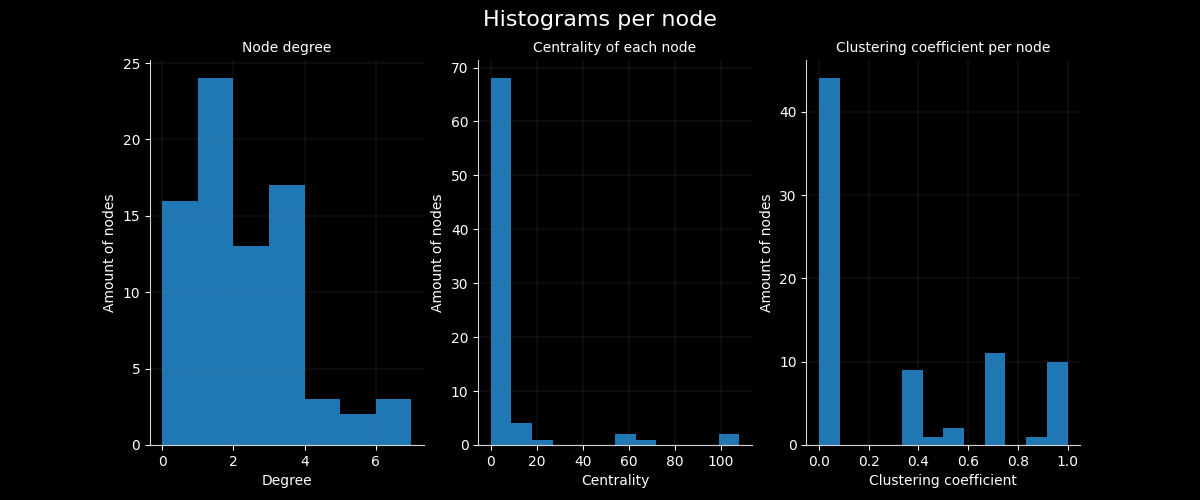 Histograms per node
Node degree
Amount of nodes
25
20
15
10
5
0
0 2 4 6
Degree
Centrality of each node
Amount of nodes
70
60
50
40
30
20
10
0
0 20 40 60 80 100
Centrality
Clustering coefficient per node
Amount of nodes
40
30
20
10
0
0.0 0.2 0.4 0.6 0.8 1.0
Clustering coefficient